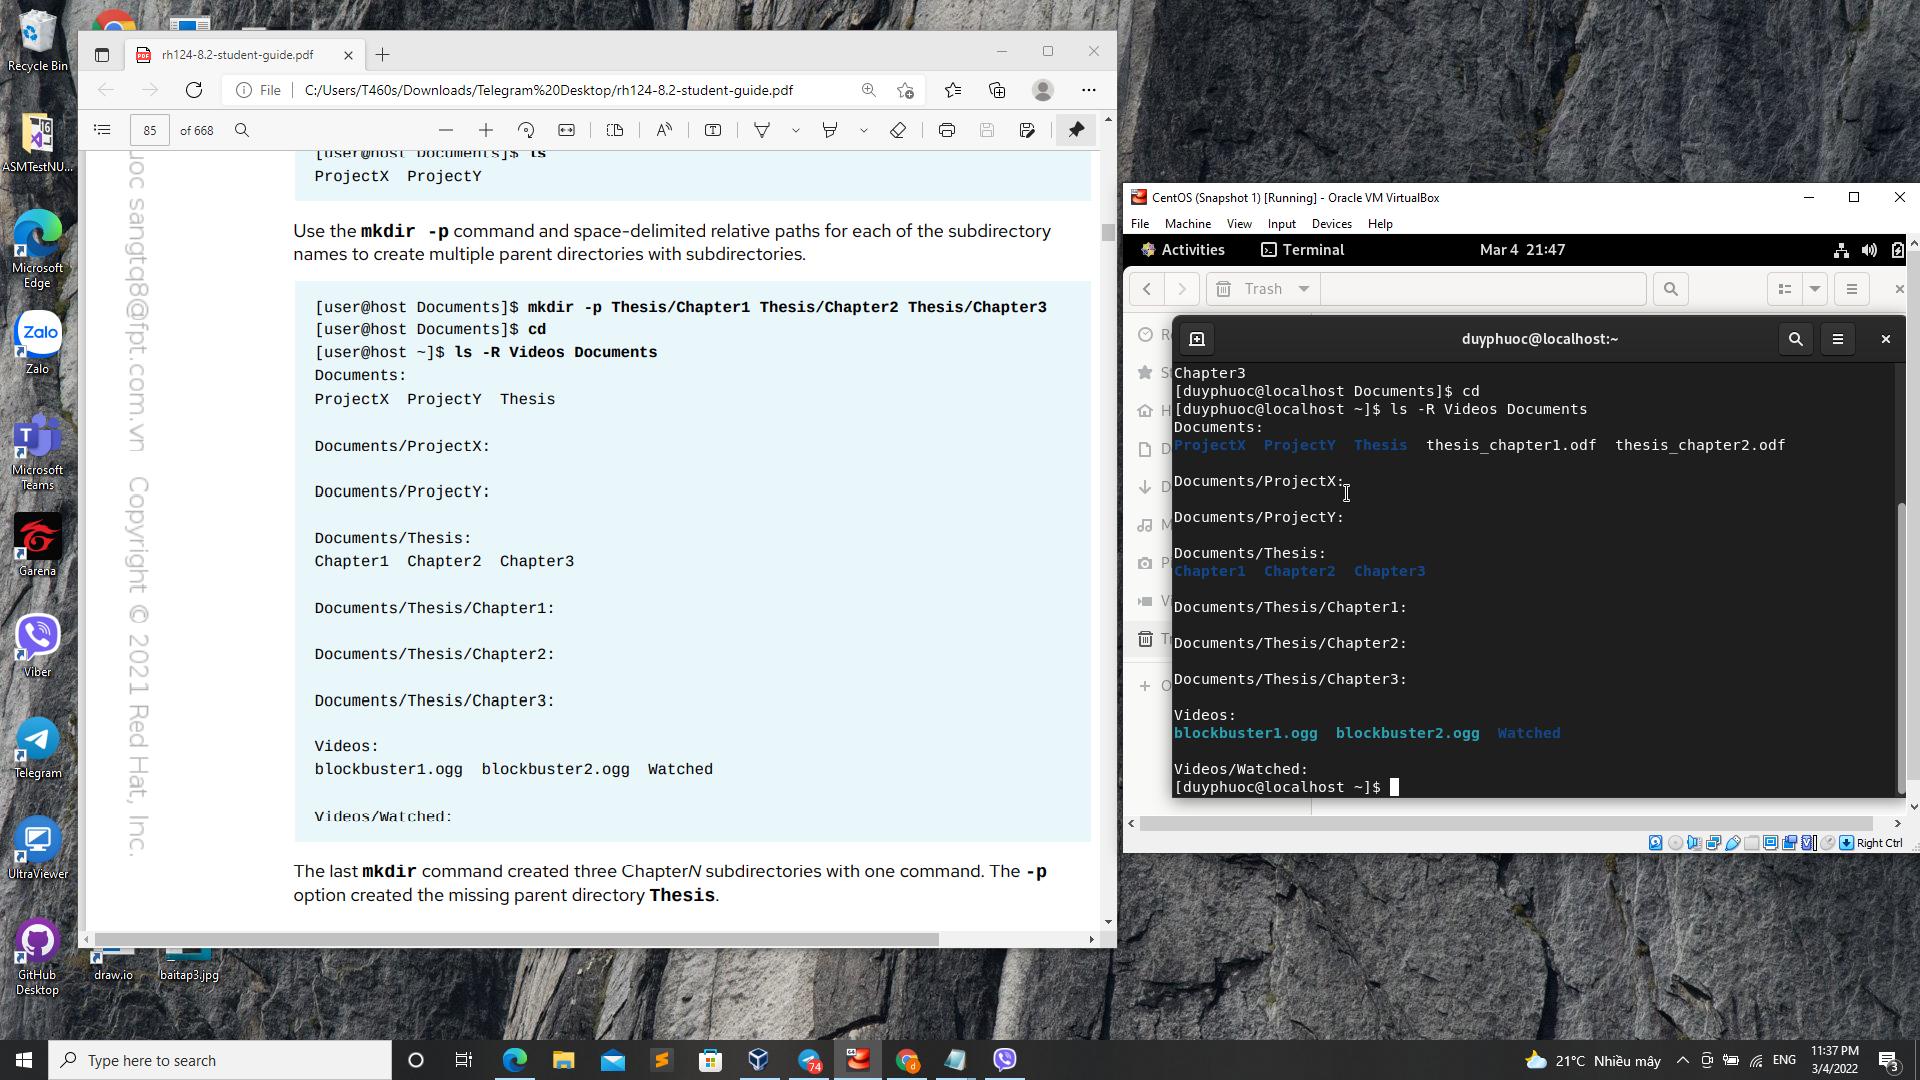 Recycle Bin
ASMTestNU...
Microsoft
Edge
Zalo
Zalo
Microsoft
Teams
Garena
Viber
Telegram
UltraViewer
GitHub
Desktop
draw.io
baitap3.jpg
rh124-8.2-student-guide.pdf
File
C:/Users/T460s/Downloads/Telegram%20Desktop/rh124-8.2-student-guide.pdf
85
of 668
uoc sangtq8@fpt.com.vn Copyright © 2021 Red Hat, Inc.
[user@host Documents]$ ls
ProjectX ProjectY
Use the mkdir -p command and space-delimited relative paths for each of the subdirectory
names to create multiple parent directories with subdirectories.
[user@host Documents]$ mkdir -p Thesis/Chapter1 Thesis/Chapter2 Thesis/Chapter3
[user@host Documents]$ cd
[user@host ~]$ ls -R Videos Documents
Documents:
ProjectX ProjectY Thesis
Documents/ProjectX:
Documents/ProjectY:
Documents/Thesis:
Chapter1 Chapter2 Chapter3
Documents/Thesis/Chapter1:
Documents/Thesis/Chapter2:
Documents/Thesis/Chapter3:
Videos:
blockbuster1.ogg blockbuster2.ogg Watched
Videos/Watched:
The last mkdir command created three ChapterN subdirectories with one command. The -p
option created the missing parent directory Thesis.
CentOS (Snapshot 1) [Running] - Oracle VM VirtualBox
File Machine View Input Devices Help
Activities
Terminal
Mar 4 21:47
Trash
duyphuoc@localhost:~
Chapter3
[duyphuoc@localhost Documents]$ cd
[duyphuoc@localhost ~]$ ls -R Videos Documents
Documents:
ProjectX ProjectY Thesis thesis_chapter1.odf thesis_chapter2.odf
Documents/ProjectX:
Documents/ProjectY:
Documents/Thesis:
Chapter1 Chapter2 Chapter3
Documents/Thesis/Chapter1:
Documents/Thesis/Chapter2:
Documents/Thesis/Chapter3:
Videos:
blockbuster1.ogg blockbuster2.ogg Watched
Videos/Watched:
[duyphuoc@localhost ~]$
Right Ctrl
Type here to search
74
21°C Nhiều mây
ENG
11:37 PM
3/4/2022
3